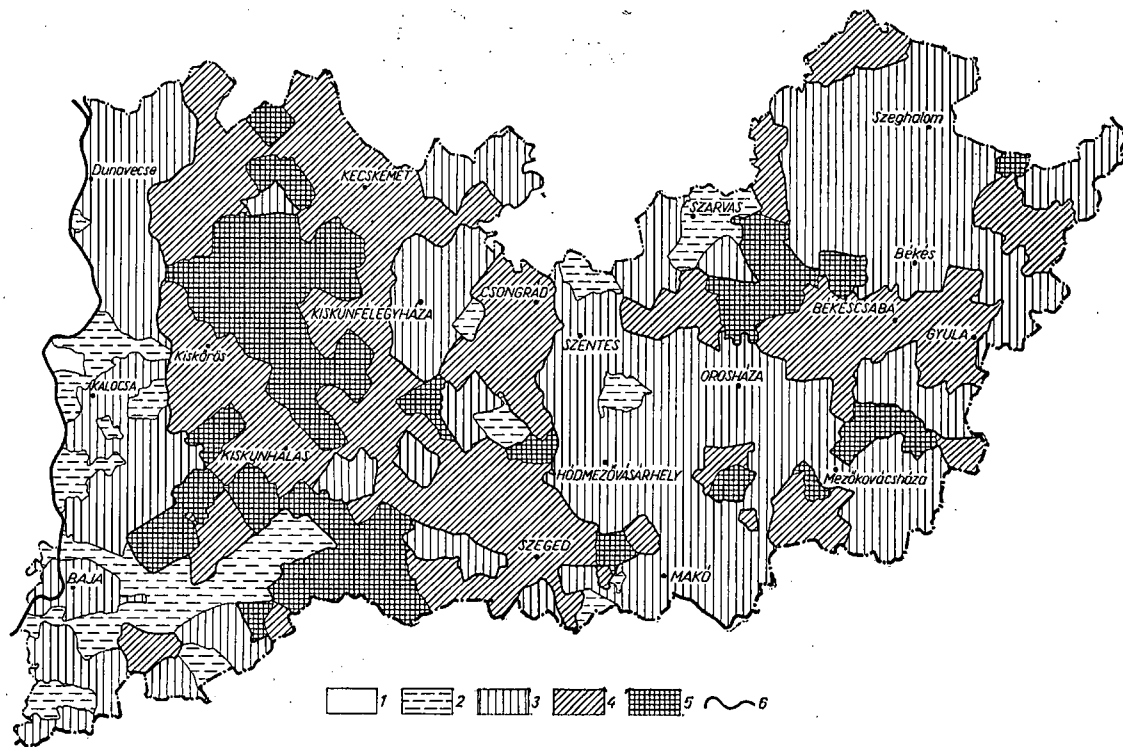 Szeghalom
Dunavecse
KECSKEMÉT
SZARVAS
Békés
CSONGRÁD
KISKUNFÉLEGYHÁZA
BÉKÉSCSABA
GYULA
SZENTES
Kiskőrös
OROSHÁZA
KALOCSA
KISKUNHALAS
HÓDMEZŐVÁSÁRHELY
Mezőkovácsháza
SZEGED
BAJA
MAKÓ
1 2 3 4 5 6